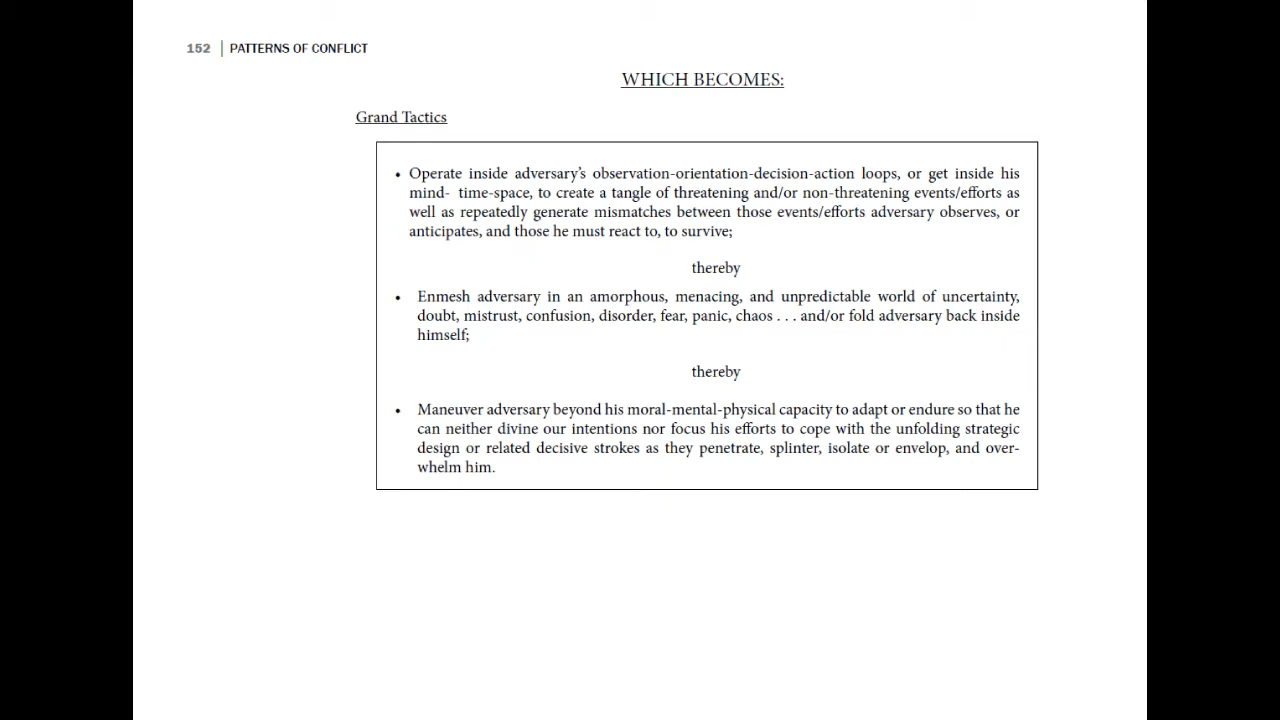 152 | PATTERNS OF CONFLICT
WHICH BECOMES:
Grand Tactics
• Operate inside adversary’s observation-orientation-decision-action loops, or get inside his
mind- time-space, to create a tangle of threatening and/or non-threatening events/efforts as
well as repeatedly generate mismatches between those events/efforts adversary observes, or
anticipates, and those he must react to, to survive;
thereby
• Enmesh adversary in an amorphous, menacing, and unpredictable world of uncertainty,
doubt, mistrust, confusion, disorder, fear, panic, chaos . . . and/or fold adversary back inside
himself;
thereby
• Maneuver adversary beyond his moral-mental-physical capacity to adapt or endure so that he
can neither divine our intentions nor focus his efforts to cope with the unfolding strategic
design or related decisive strokes as they penetrate, splinter, isolate or envelop, and over-
whelm him.